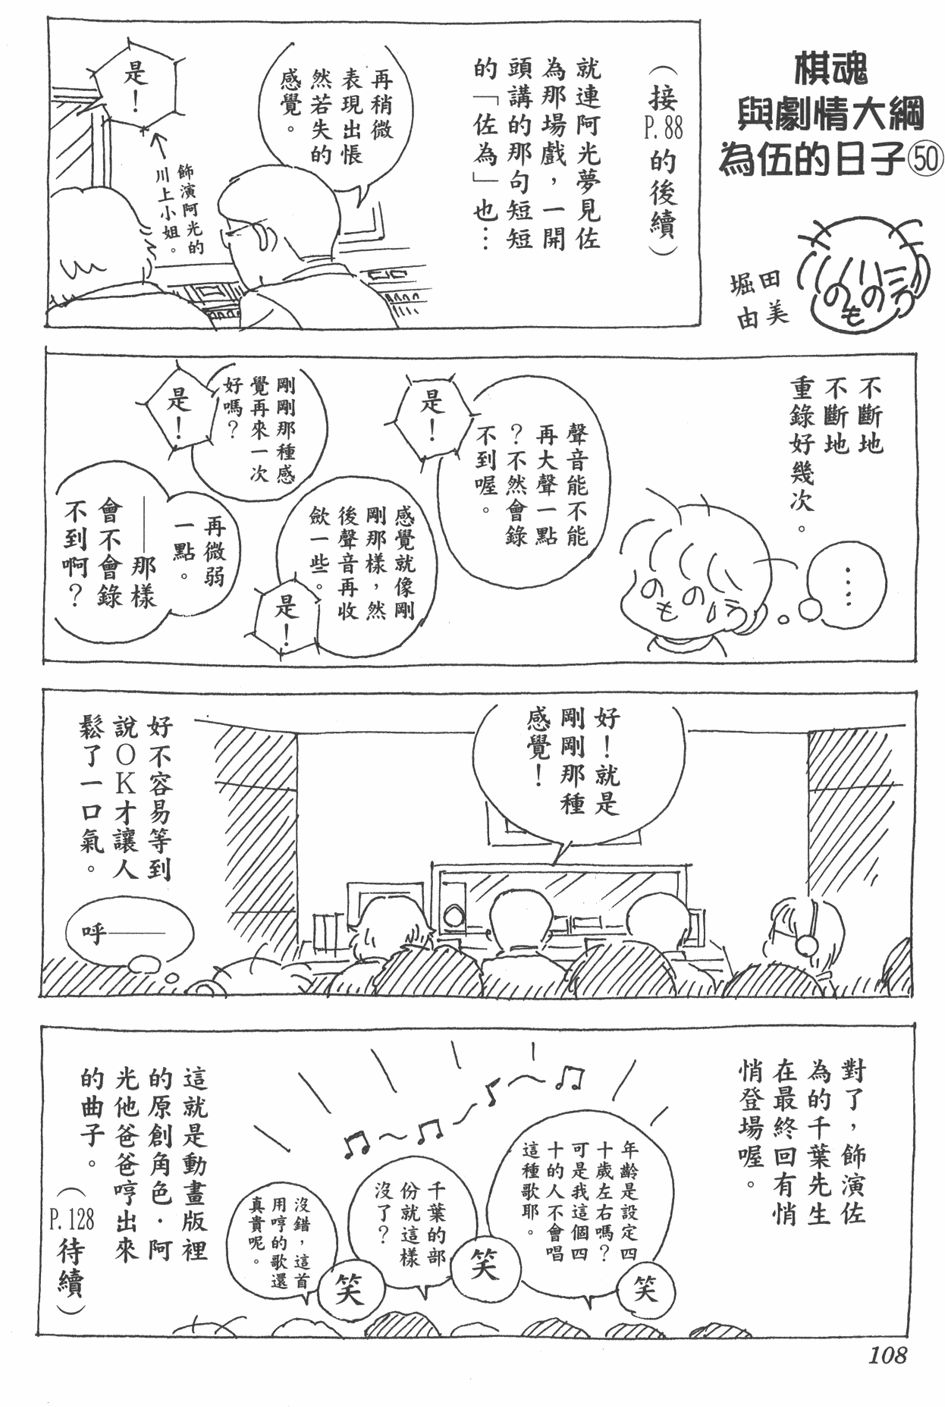 棋魂
與劇情大綱
為伍的日子㊿
堀田
由美
（接P.88的後續）
就連阿光夢見佐
為那場戲，一開
頭講的那句短短
的「佐為」也…
再稍微
表現出悵
然若失的
感覺。
是！
飾演阿光的
川上小姐。
不斷地
不斷地
重錄好幾次。
‥‥
聲音能不能
再大聲一點
？不然會錄
不到喔。
是！
感覺就像剛
剛那樣，然
後聲音再收
斂一些。
是！
剛剛那種感
覺再來一次
好嗎？
是！
再微弱
一點。
——那樣
會不會錄
不到啊？
好！就是
剛剛那種
感覺！
好不容易等到
說OK才讓人
鬆了一口氣。
呼——
對了，飾演佐
為的千葉先生
在最終回有悄
悄登場喔。
年齡是設定四
十歲左右嗎？
可是我這個四
十的人不會唱
這種歌耶。
笑
千葉的部
份就這樣
沒了？
笑
沒錯，這首
用哼的歌還
真貴呢。
笑
這就是動畫版裡
的原創角色．阿
光他爸爸哼出來
的曲子。
（P.128待續）
108